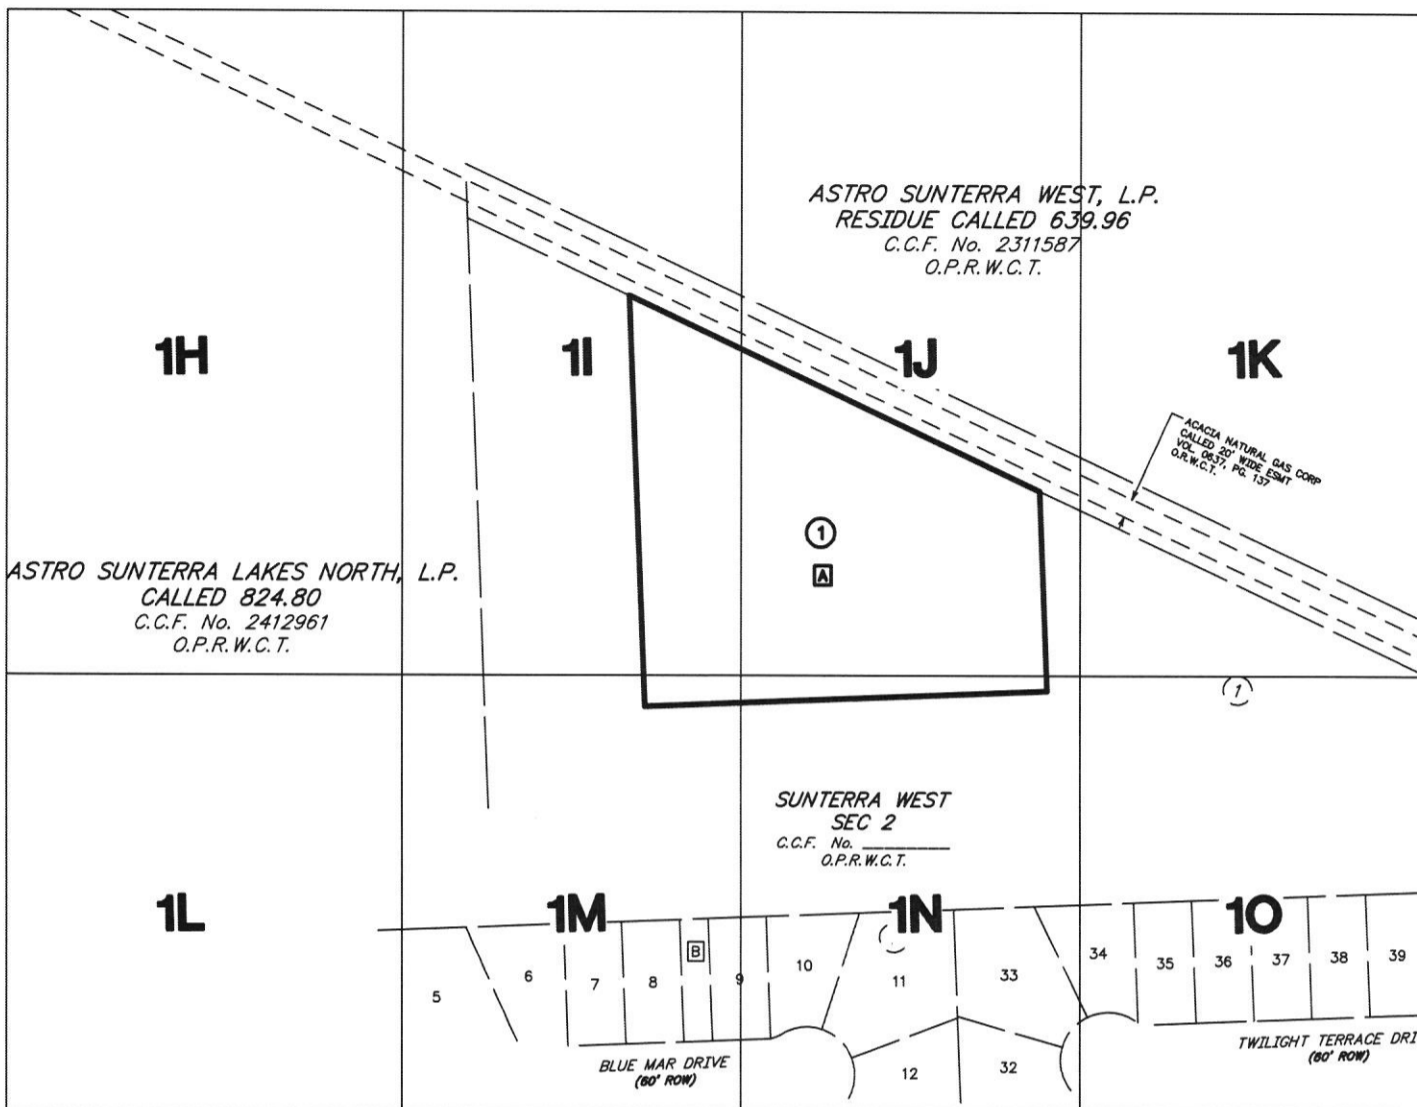 ASTRO SUNTERRA WEST, L.P.
RESIDUE CALLED 639.96
C.C.F. No. 2311587
O.P.R.W.C.T.
1H
1I
1J
1K
ACACIA NATURAL GAS CORP
CALLED 20' WIDE ESMT
VOL. 0637, PG. 137
O.R.W.C.T.
1
A
ASTRO SUNTERRA LAKES NORTH, L.P.
CALLED 824.80
C.C.F. No. 2412961
O.P.R.W.C.T.
1
SUNTERRA WEST
SEC 2
C.C.F. No. ________
O.P.R.W.C.T.
1L
1M
1N
1O
5
6
7
8
B
9
10
11
33
34
35
36
37
38
39
12
32
BLUE MAR DRIVE
(60' ROW)
TWILIGHT TERRACE DRI
(60' ROW)